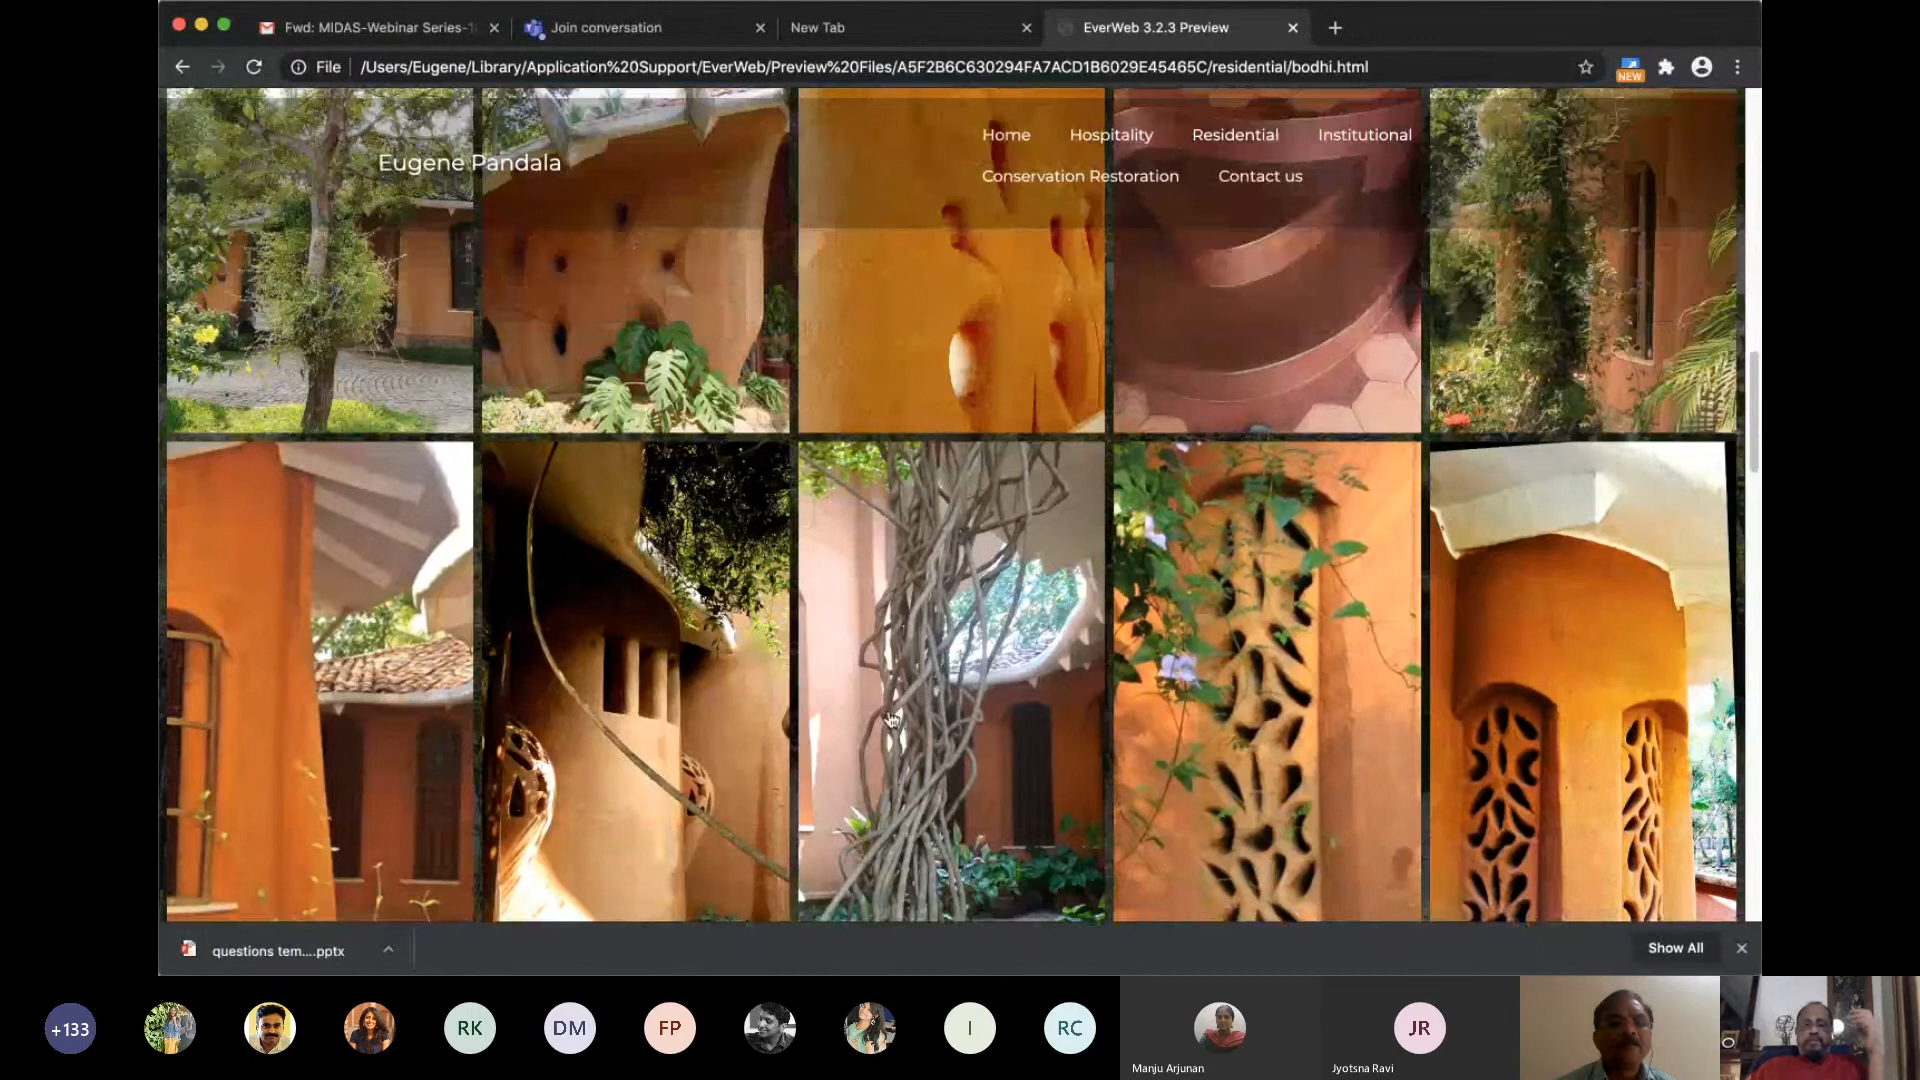 Fwd: MIDAS-Webinar Series-1
Join conversation
New Tab
EverWeb 3.2.3 Preview
File
/Users/Eugene/Library/Application%20Support/EverWeb/Preview%20Files/A5F2B6C630294FA7ACD1B6029E45465C/residential/bodhi.html
NEW
Home Hospitality Residential Institutional
Eugene Pandala
Conservation Restoration Contact us
questions tem....pptx
Show All
+133
RK
DM
FP
I
RC
JR
Manju Arjunan
Jyotsna Ravi